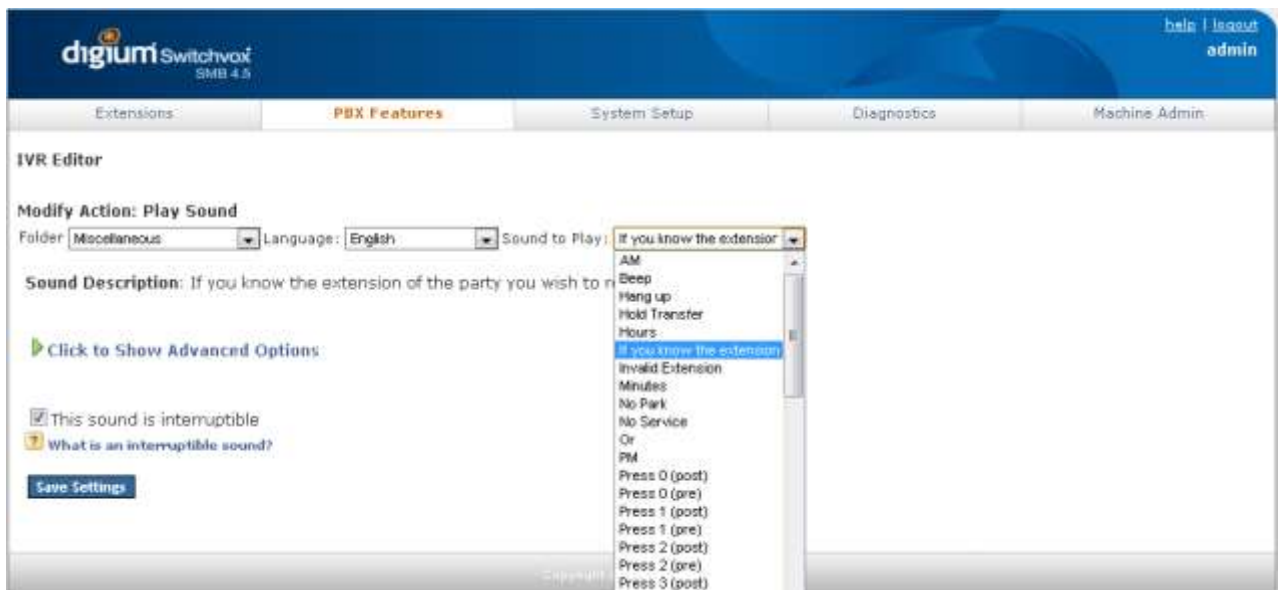 help | logout
digium Switchvox
SMB 4.5
admin
Extensions PBX Features System Setup Diagnostics Machine Admin
IVR Editor
Modify Action: Play Sound
Folder Miscellaneous Language: English Sound to Play: If you know the extension
AM
Sound Description: If you know the extension of the party you wish to r
Beep
Hang up
Hold Transfer
Hours
Click to Show Advanced Options
If you know the extension
Invalid Extension
Minutes
No Park
This sound is interruptible
No Service
What is an interruptible sound?
Or
PM
Press 0 (post)
Save Settings
Press 0 (pre)
Press 1 (post)
Press 1 (pre)
Press 2 (post)
Press 2 (pre)
Copyright
Press 3 (post)